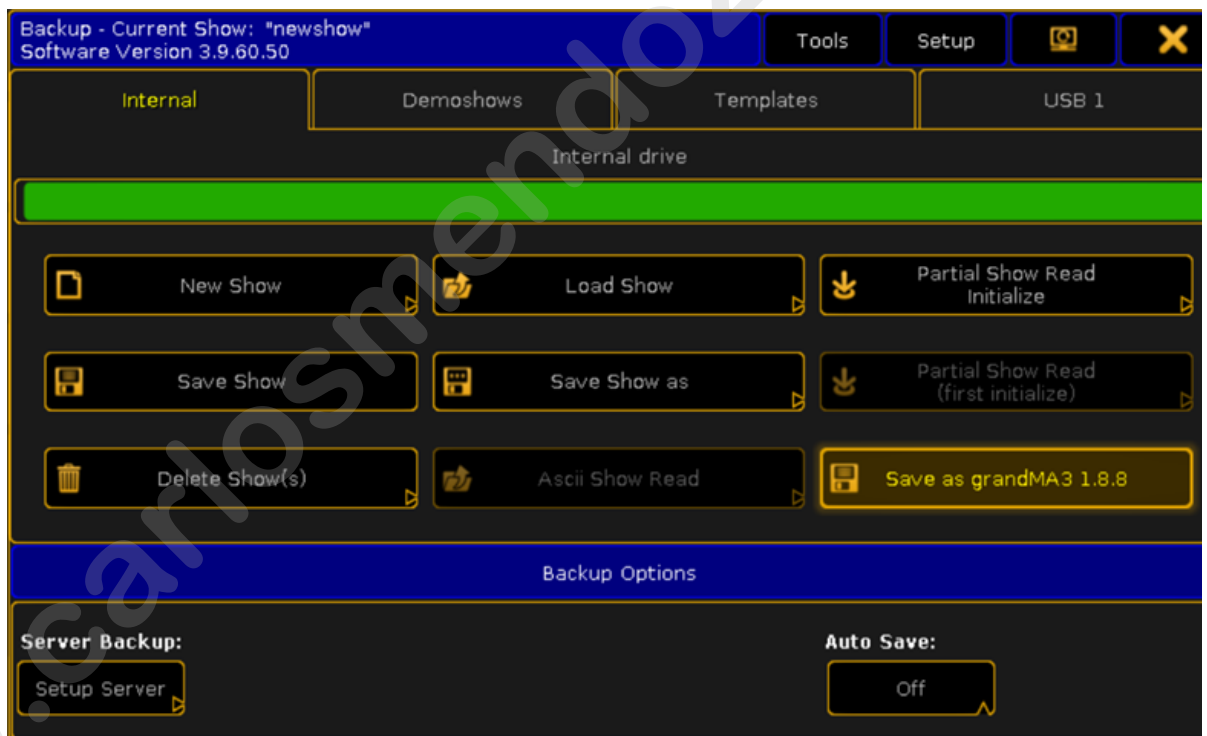 Backup - Current Show: "newshow"
Software Version 3.9.60.50
Tools
Setup
Internal
Demoshows
Templates
USB 1
Internal drive
New Show
Load Show
Partial Show Read
Initialize
Save Show
Save Show as
Partial Show Read
(first initialize)
Delete Show(s)
Ascii Show Read
Save as grandMA3 1.8.8
Backup Options
Server Backup:
Auto Save:
Setup Server
Off
.carlosmendoz